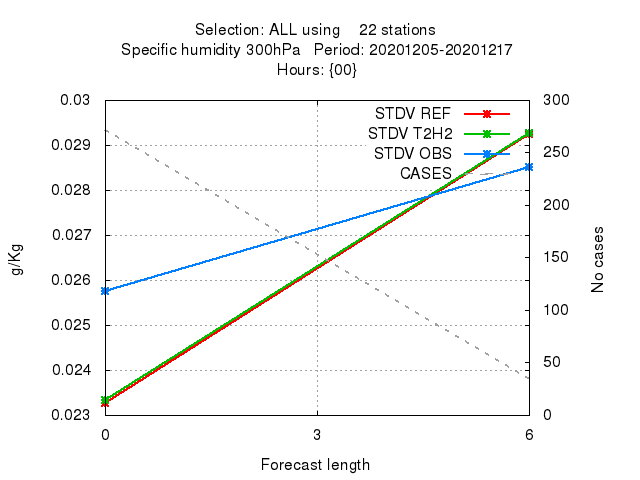 Selection: ALL using    22 stations
Specific humidity 300hPa   Period: 20201205-20201217
Hours: {00}
STDV REF
STDV T2H2
STDV OBS
CASES
0.03
0.029
0.028
0.027
0.026
0.025
0.024
0.023
g/Kg
300
250
200
150
100
50
0
No cases
0 3 6
Forecast length